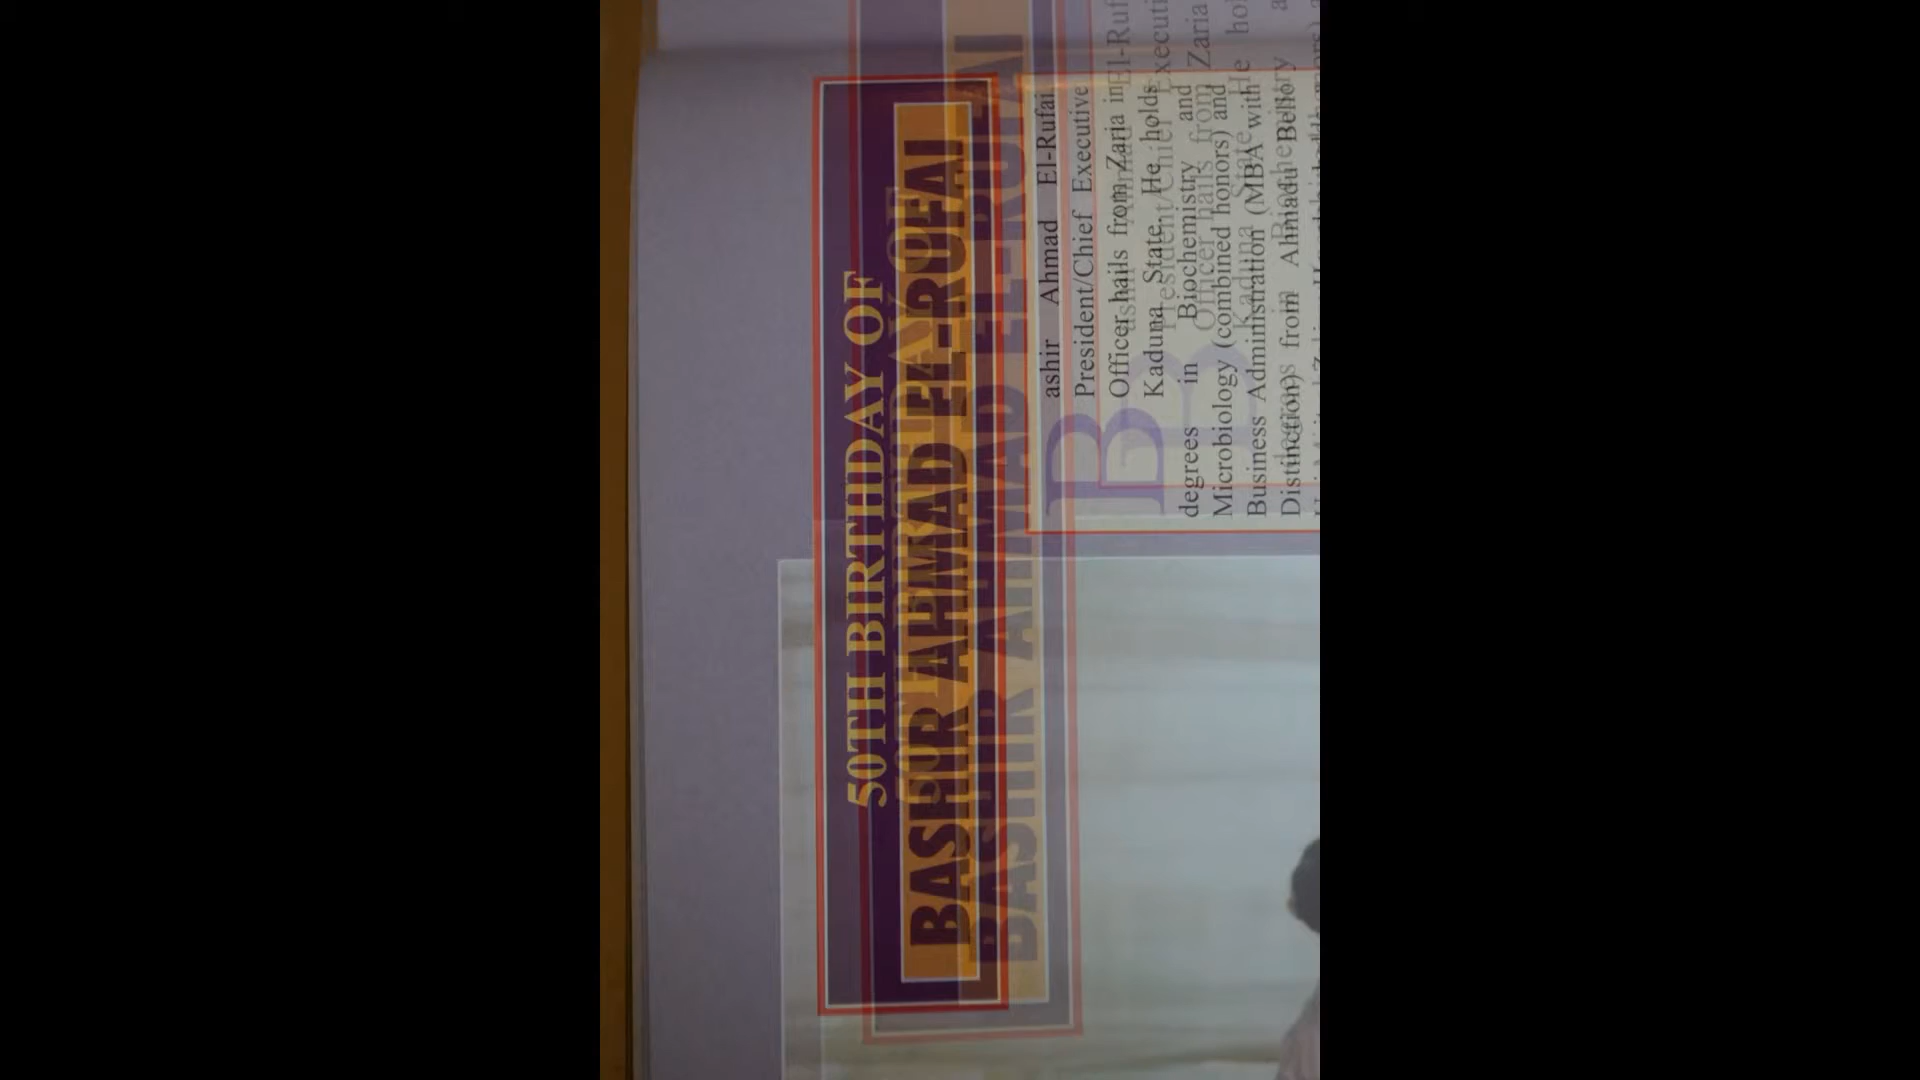 50TH BIRTHDAY OF
BASHIR AHMAD EL-RUFAI
Bashir Ahmad El-Rufai
President/Chief Executive
Officer hails from Zaria in
Kaduna State. He holds
degrees in Biochemistry and
Microbiology (combined honors) and
Business Administration (MBA with
Distinction) from Ahmadu Bello